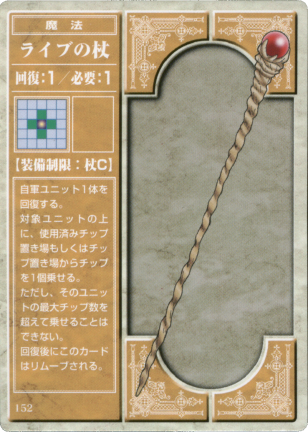 魔法
ライブの杖
回復:1/必要:1
【装備制限:杖C】
自軍ユニット1体を
回復する。
対象ユニットの上
に、使用済みチップ
置き場もしくはチッ
プ置き場からチップ
を1個乗せる。
ただし、そのユニッ
トの最大チップ数を
超えて乗せることは
できない。
回復後にこのカード
はリムーブされる。
152